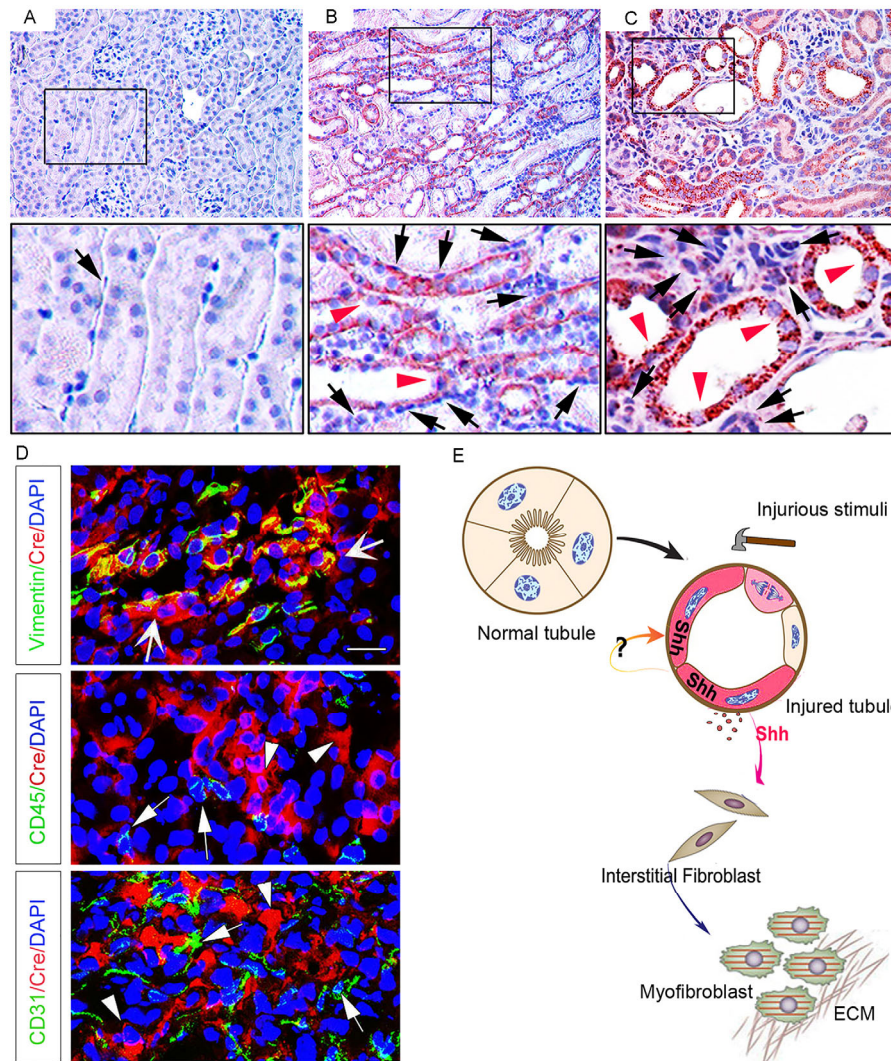 A
B
C
D
Vimentin/Cre/DAPI
CD45/Cre/DAPI
CD31/Cre/DAPI
E
Injurious stimuli
Normal tubule
?
Shh
Shh
Injured tubule
Shh
Interstitial Fibroblast
Myofibroblast
ECM